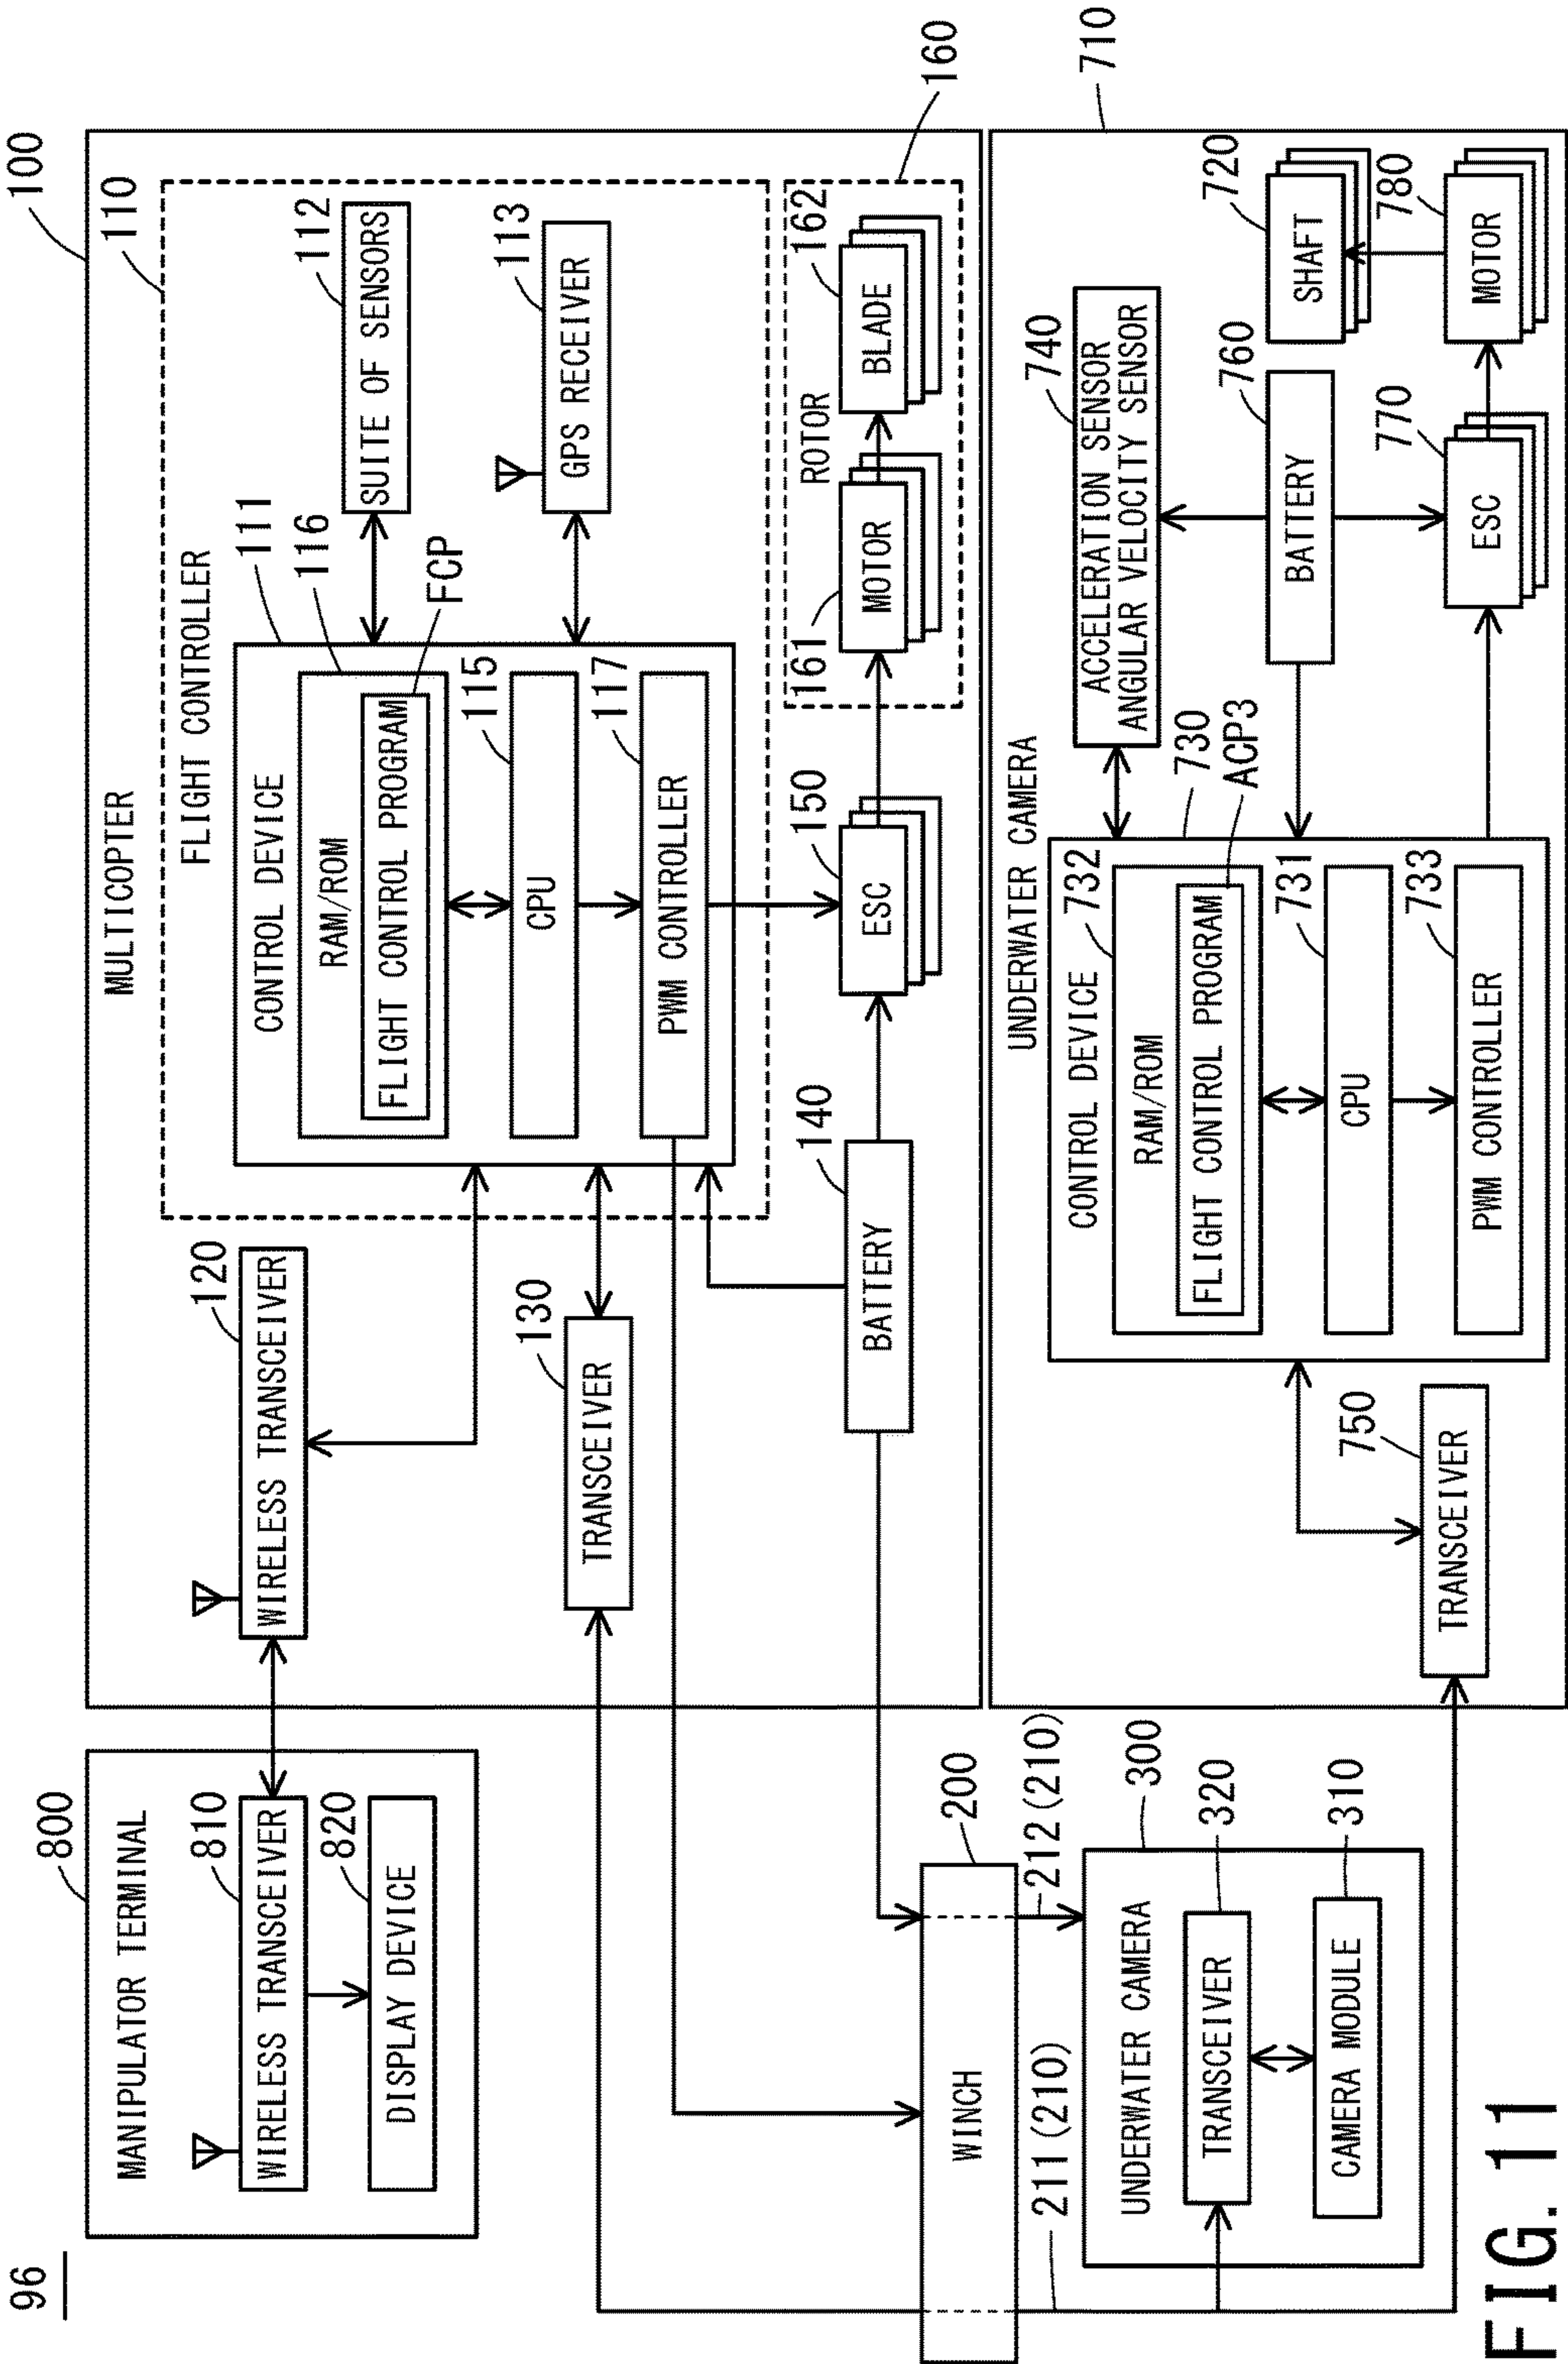 96
800
MANIPULATOR TERMINAL
810
WIRELESS TRANSCEIVER
820
DISPLAY DEVICE
100
MULTICOPTER
110
FLIGHT CONTROLLER
120
WIRELESS TRANSCEIVER
130
TRANSCEIVER
111
CONTROL DEVICE
116
RAM/ROM
FCP
FLIGHT CONTROL PROGRAM
115
CPU
117
PWM CONTROLLER
112
SUITE OF SENSORS
113
GPS RECEIVER
140
BATTERY
150
ESC
160
ROTOR
161
MOTOR
162
BLADE
200
WINCH
211(210)
212(210)
300
UNDERWATER CAMERA
320
TRANSCEIVER
310
CAMERA MODULE
710
UNDERWATER CAMERA
730
CONTROL DEVICE
732
RAM/ROM
ACP3
FLIGHT CONTROL PROGRAM
731
CPU
733
PWM CONTROLLER
740
ACCELERATION SENSOR
ANGULAR VELOCITY SENSOR
750
TRANSCEIVER
760
BATTERY
770
ESC
720
SHAFT
780
MOTOR
FIG. 11